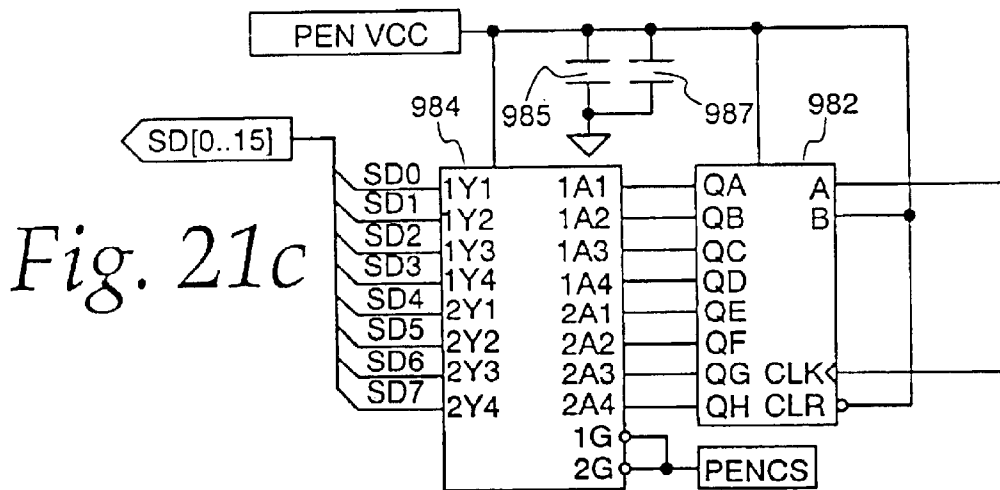 PEN VCC
985
987
984
982
SD[0..15]
SD0 1Y1 1A1 QA A
SD1 1Y2 1A2 QB B
SD2 1Y3 1A3 QC
SD3 1Y4 1A4 QD
SD4 2Y1 2A1 QE
SD5 2Y2 2A2 QF
SD6 2Y3 2A3 QG CLK
SD7 2Y4 2A4 QH CLR
1G
2G PENCS
Fig. 21c